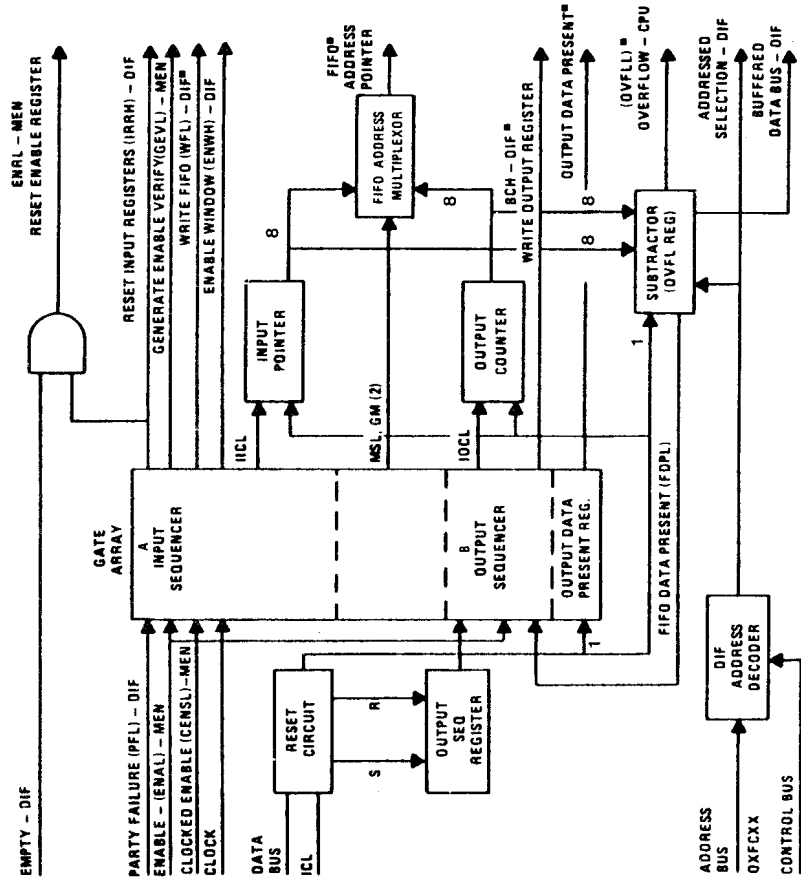 ENRL – MEN
RESET ENABLE REGISTER
RESET INPUT REGISTERS (IRRH) – DIF
GENERATE ENABLE VERIFY(GEVL) – MEN
WRITE FIFO (WFL) – DIF*
ENABLE WINDOW (ENWH) – DIF
EMPTY – DIF
GATE
ARRAY
A
INPUT
SEQUENCER
PARTY FAILURE (PFL) – DIF
ENABLE – (ENAL) – MEN
CLOCKED ENABLE (CENSL)–MEN
CLOCK
IICL
INPUT
POINTER
8
FIFO ADDRESS
MULTIPLEXOR
FIFO*
ADDRESS
POINTER
MSL, GM (2)
8
DATA
BUS
ICL
RESET
CIRCUIT
S
R
OUTPUT
SEQ
REGISTER
B
OUTPUT
SEQUENCER
IOCL
OUTPUT
COUNTER
BCH – DIF*
WRITE OUTPUT REGISTER
OUTPUT DATA
PRESENT REG.
OUTPUT DATA PRESENT*
1
8
8
1
FIFO DATA PRESENT (FDPL)
SUBTRACTOR
(OVFL REG)
(OVFLL) *
OVERFLOW – CPU
ADDRESS
BUS
OXFCXX
DIF
ADDRESS
DECODER
CONTROL BUS
ADDRESSED
SELECTION – DIF
BUFFERED
DATA BUS – DIF